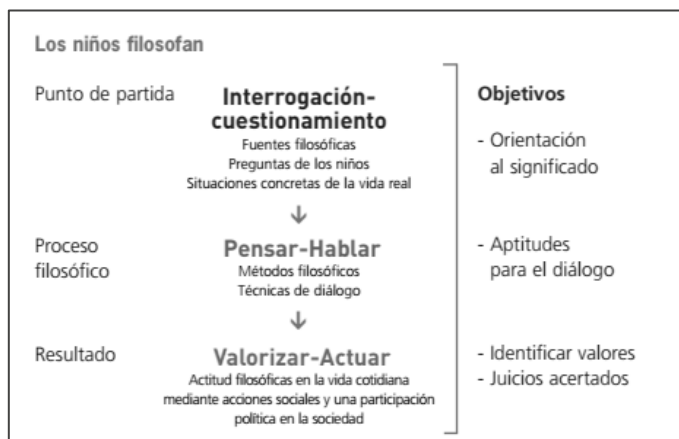 Los niños filosofan
Punto de partida
Interrogación-
cuestionamiento
Fuentes filosóficas
Preguntas de los niños
Situaciones concretas de la vida real
Objetivos
- Orientación
al significado
Proceso
filosófico
Pensar-Hablar
Métodos filosóficos
Técnicas de diálogo
- Aptitudes
para el diálogo
Resultado
Valorizar-Actuar
Actitud filosóficas en la vida cotidiana
mediante acciones sociales y una participación
política en la sociedad
- Identificar valores
- Juicios acertados